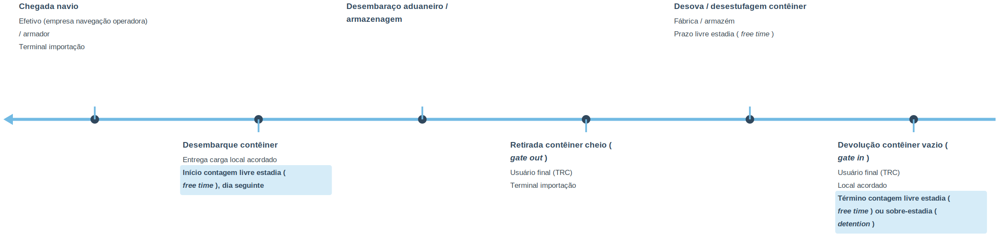 Chegada navio
Efetivo (empresa navegação operadora)
/ armador
Terminal importação
Desembarque contêiner
Entrega carga local acordado
Início contagem livre estadia (
free time ), dia seguinte
Desembaraço aduaneiro /
armazenagem
Retirada contêiner cheio (
gate out )
Usuário final (TRC)
Terminal importação
Desova / desestufagem contêiner
Fábrica / armazém
Prazo livre estadia ( free time )
Devolução contêiner vazio (
gate in )
Usuário final (TRC)
Local acordado
Término contagem livre estadia (
free time ) ou sobre-estadia (
detention )